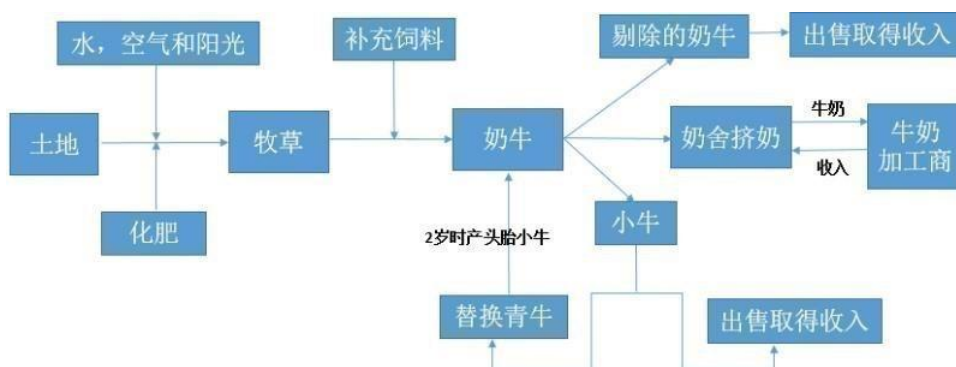 水，空气和阳光
补充饲料
剔除的奶牛
出售取得收入
土地
牧草
奶牛
奶舍挤奶
牛奶
收入
牛奶
加工商
化肥
2岁时产头胎小牛
小牛
替换青牛
出售取得收入